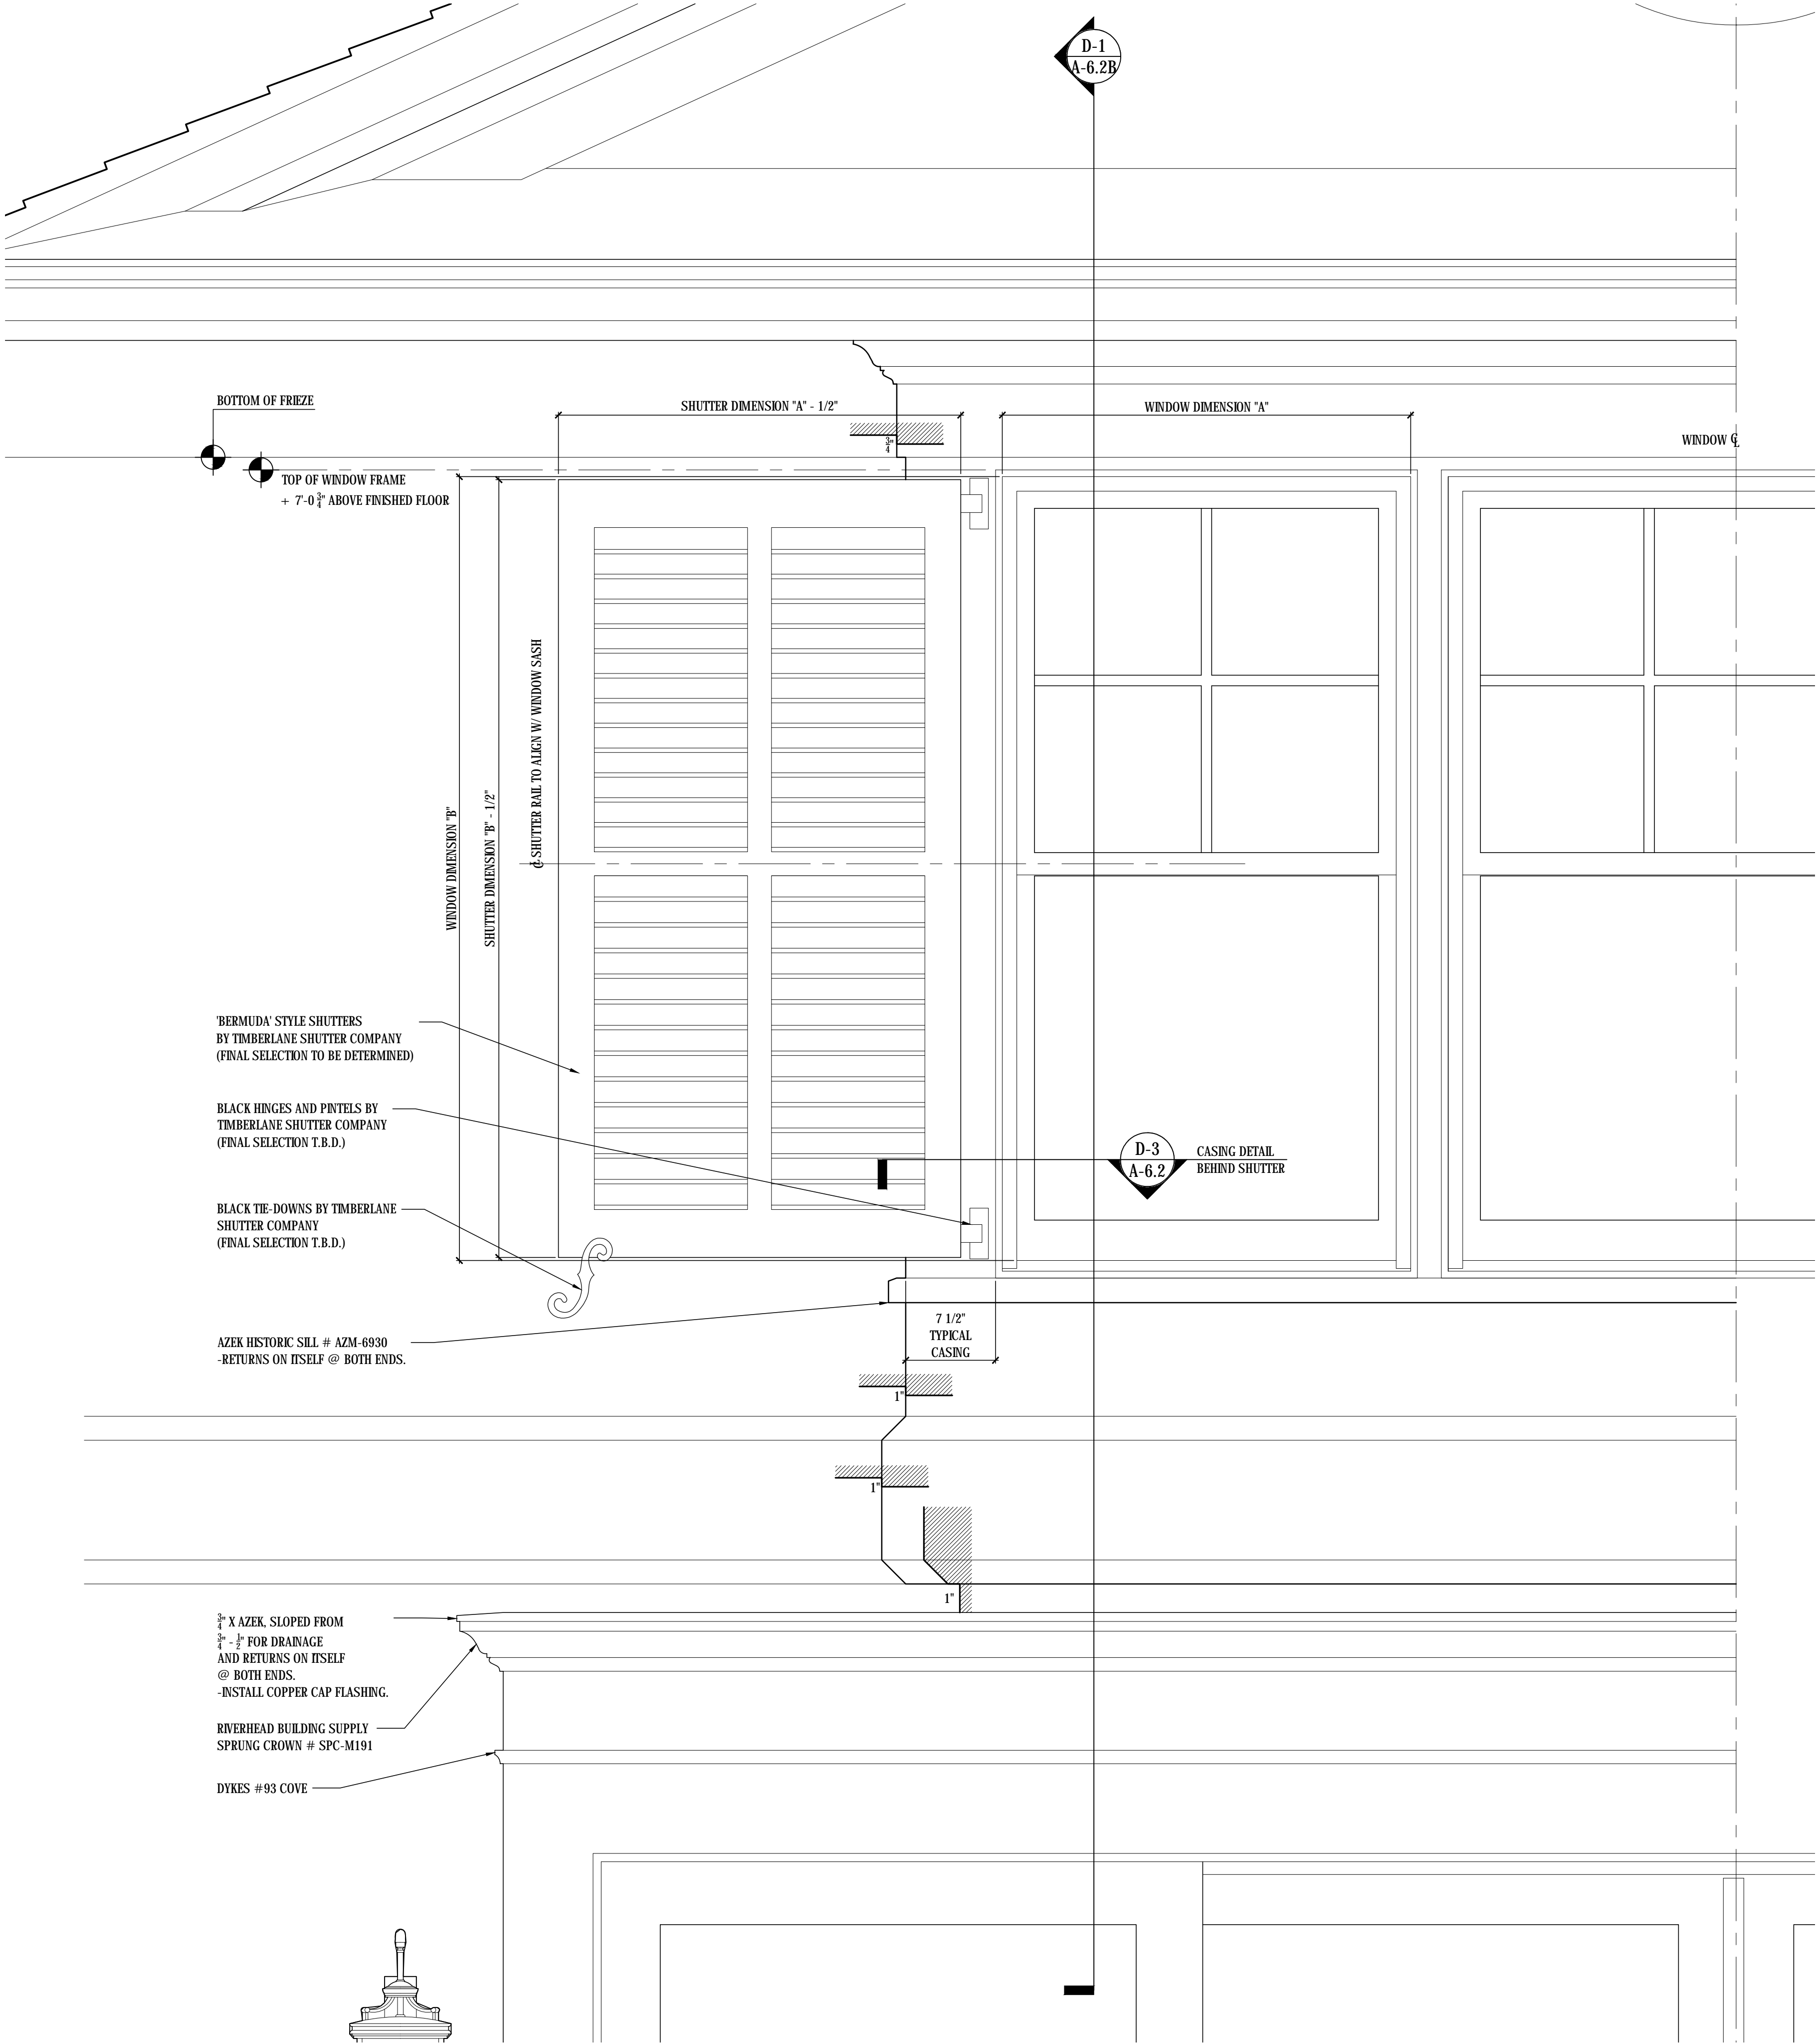 D-1
A-6.2B
BOTTOM OF FRIEZE
SHUTTER DIMENSION "A" - 1/2"
WINDOW DIMENSION "A"
3/4"
WINDOW ℄
TOP OF WINDOW FRAME
+ 7'-0 3/4" ABOVE FINISHED FLOOR
℄ SHUTTER RAIL TO ALIGN W/ WINDOW SASH
WINDOW DIMENSION "B"
SHUTTER DIMENSION "B" - 1/2"
'BERMUDA' STYLE SHUTTERS
BY TIMBERLANE SHUTTER COMPANY
(FINAL SELECTION TO BE DETERMINED)
BLACK HINGES AND PINTELS BY
TIMBERLANE SHUTTER COMPANY
(FINAL SELECTION T.B.D.)
D-3
A-6.2
CASING DETAIL
BEHIND SHUTTER
BLACK TIE-DOWNS BY TIMBERLANE
SHUTTER COMPANY
(FINAL SELECTION T.B.D.)
AZEK HISTORIC SILL # AZM-6930
-RETURNS ON ITSELF @ BOTH ENDS.
7 1/2"
TYPICAL
CASING
1"
1"
1"
3/4" X AZEK, SLOPED FROM
3/4" - 1/2" FOR DRAINAGE
AND RETURNS ON ITSELF
@ BOTH ENDS.
-INSTALL COPPER CAP FLASHING.
RIVERHEAD BUILDING SUPPLY
SPRUNG CROWN # SPC-M191
DYKES #93 COVE